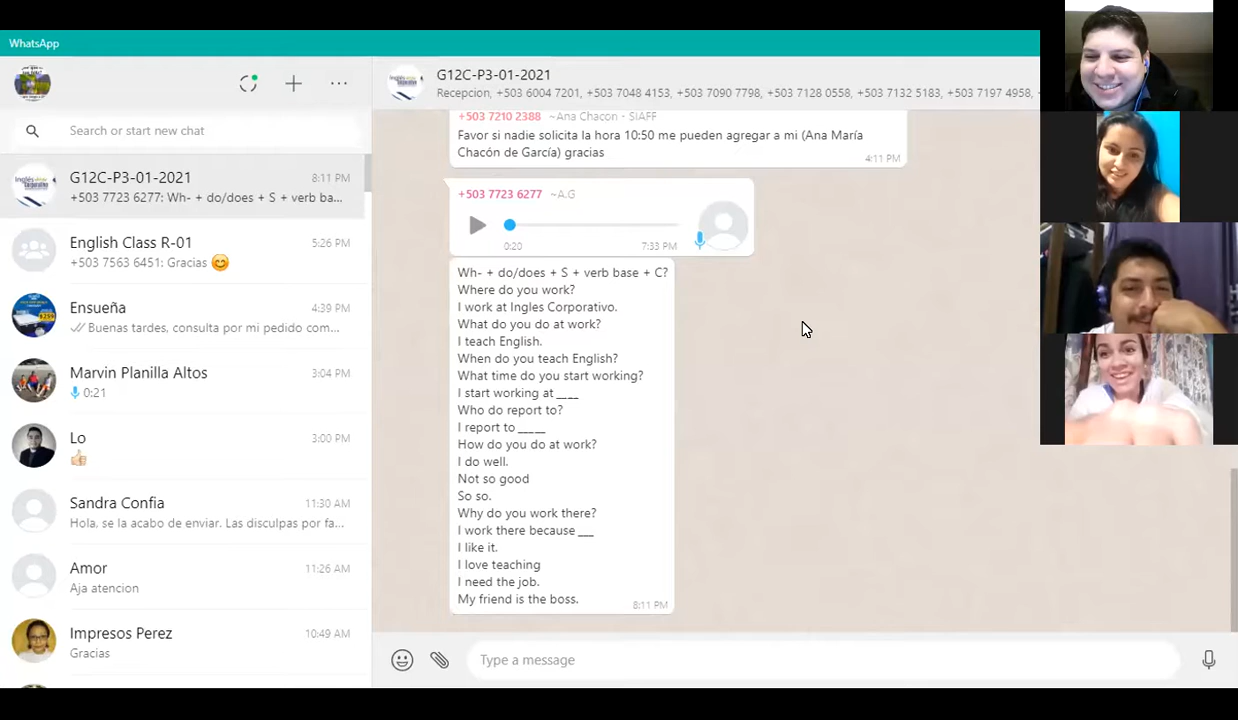 WhatsApp
Search or start new chat
G12C-P3-01-2021
8:11 PM
+503 7723 6277: Wh- + do/does + S + verb ba...
English Class R-01
5:26 PM
+503 7563 6451: Gracias 😊
Ensueña
4:39 PM
Buenas tardes, consulta por mi pedido com...
Marvin Planilla Altos
3:04 PM
0:21
Lo
3:00 PM
👍🏻
Sandra Confia
11:30 AM
Hola, se la acabo de enviar. Las disculpas por fa...
Amor
11:26 AM
Aja atencion
Impresos Perez
10:49 AM
Gracias
G12C-P3-01-2021
Recepcion, +503 6004 7201, +503 7048 4153, +503 7090 7798, +503 7128 0558, +503 7132 5183, +503 7197 4958,
+503 7210 2388 ~Ana Chacon - SIAFF
Favor si nadie solicita la hora 10:50 me pueden agregar a mi (Ana María
Chacón de García) gracias
4:11 PM
+503 7723 6277 ~A.G
0:20
7:33 PM
Wh- + do/does + S + verb base + C?
Where do you work?
I work at Ingles Corporativo.
What do you do at work?
I teach English.
When do you teach English?
What time do you start working?
I start working at ____
Who do report to?
I report to _____
How do you do at work?
I do well.
Not so good
So so.
Why do you work there?
I work there because ___
I like it.
I love teaching
I need the job.
My friend is the boss.
8:11 PM
Type a message